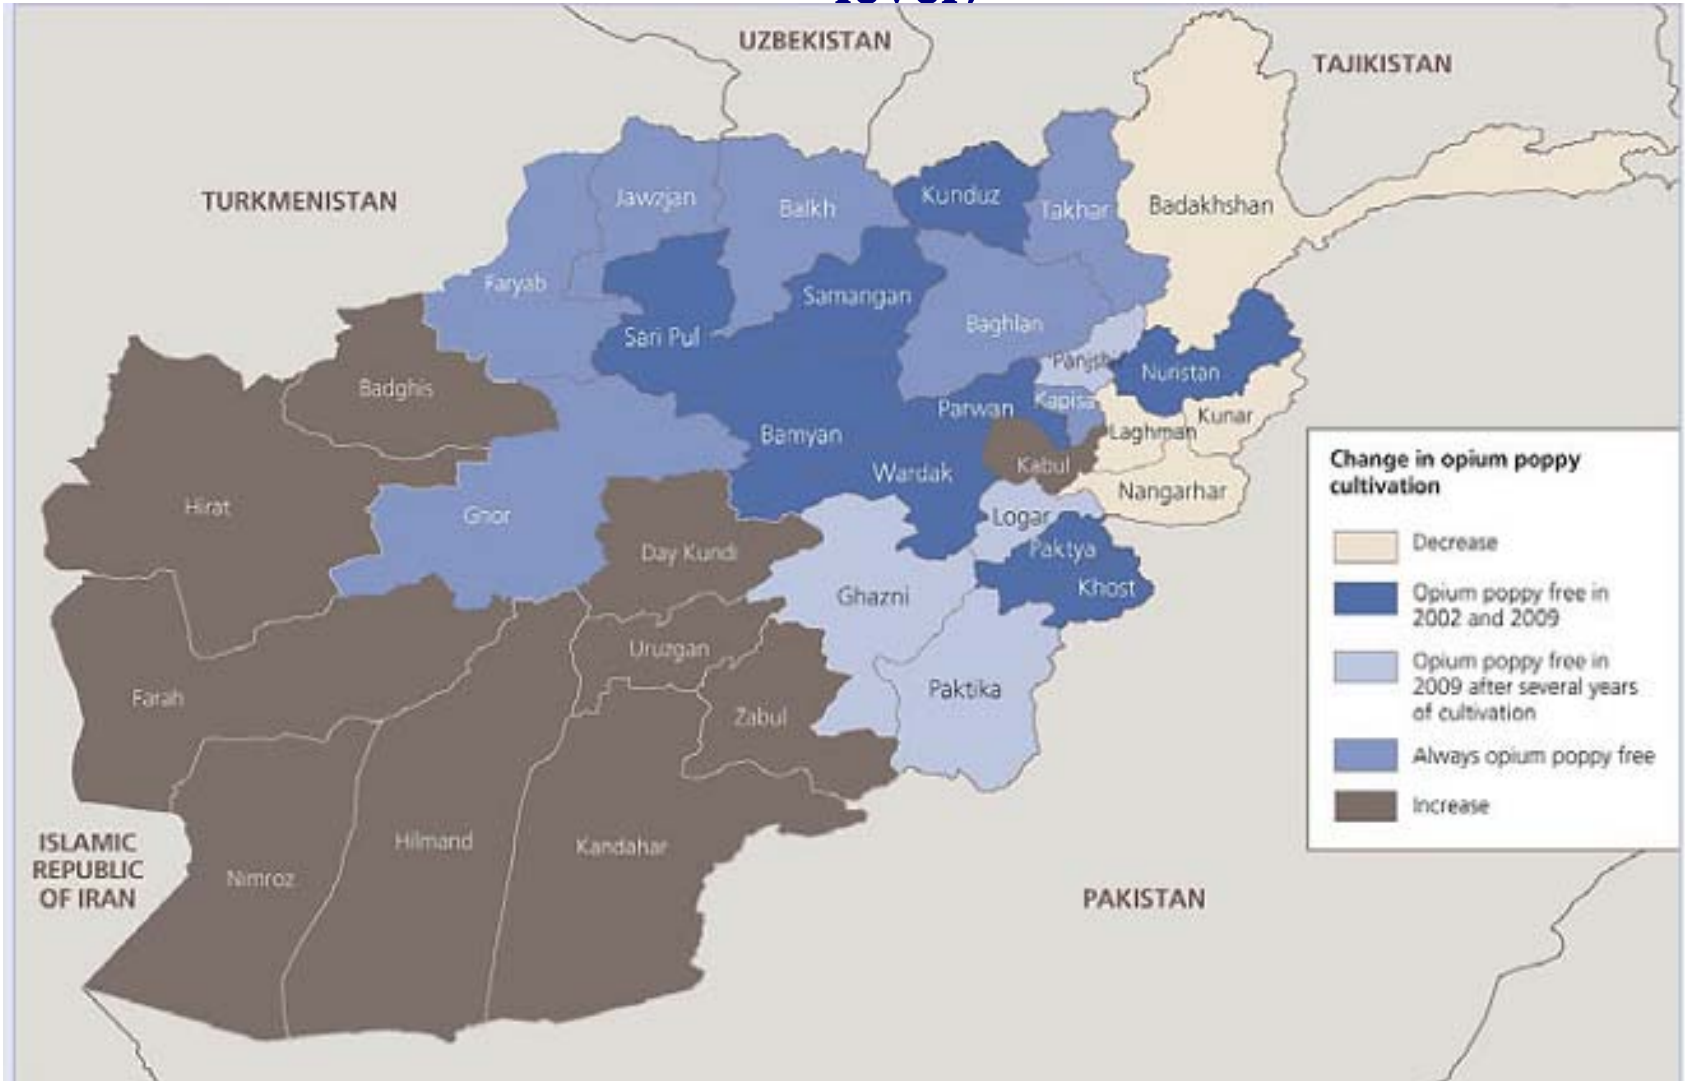 UZBEKISTAN
TAJIKISTAN
TURKMENISTAN
Jawzjan
Balkh
Kunduz
Takhar
Badakhshan
Faryab
Samangan
Sari Pul
Baghlan
Panjshi
Nuristan
Badghis
Parwan
Kapisa
Kunar
Laghman
Bamyan
Kabul
Wardak
Nangarhar
Hirat
Ghor
Logar
Day Kundi
Paktya
Khost
Ghazni
Uruzgan
Farah
Zabul
Paktika
Hilmand
Kandahar
Nimroz
ISLAMIC
REPUBLIC
OF IRAN
PAKISTAN
Change in opium poppy
cultivation
Decrease
Opium poppy free in
2002 and 2009
Opium poppy free in
2009 after several years
of cultivation
Always opium poppy free
Increase